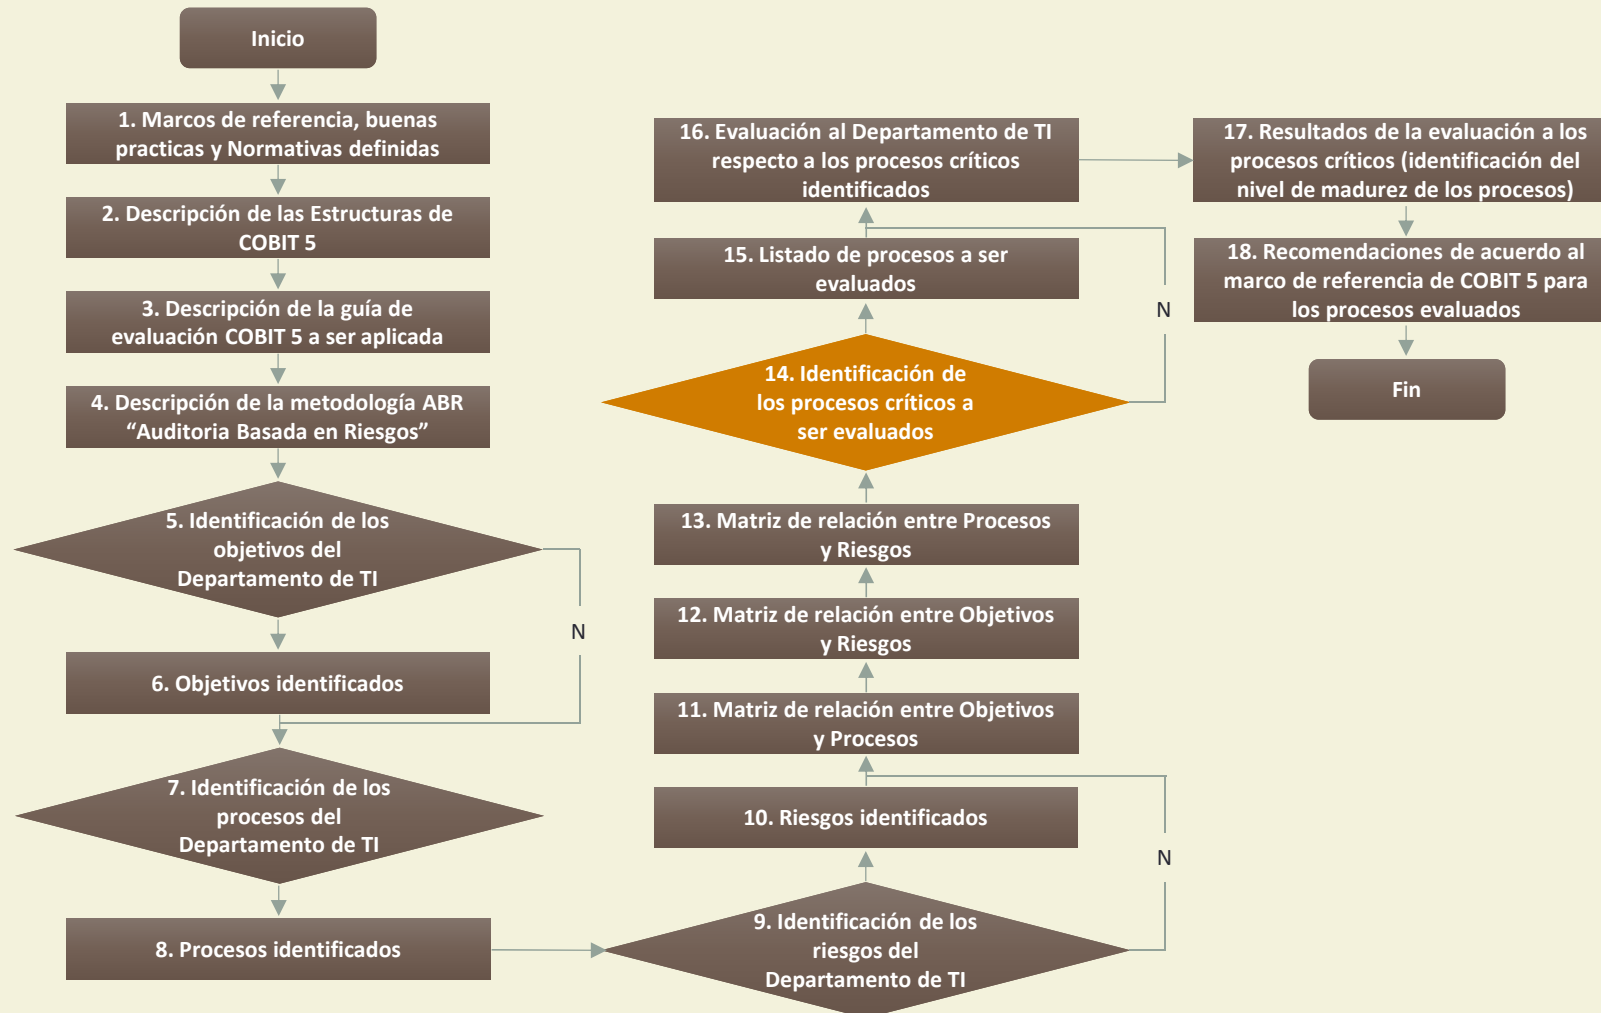 Inicio
1. Marcos de referencia, buenas
practicas y Normativas definidas
2. Descripción de las Estructuras de
COBIT 5
3. Descripción de la guía de
evaluación COBIT 5 a ser aplicada
4. Descripción de la metodología ABR
“Auditoria Basada en Riesgos”
5. Identificación de los
objetivos del
Departamento de TI
N
6. Objetivos identificados
7. Identificación de los
procesos del
Departamento de TI
8. Procesos identificados
9. Identificación de los
riesgos del
Departamento de TI
N
10. Riesgos identificados
11. Matriz de relación entre Objetivos
y Procesos
12. Matriz de relación entre Objetivos
y Riesgos
13. Matriz de relación entre Procesos
y Riesgos
14. Identificación de
los procesos críticos a
ser evaluados
N
15. Listado de procesos a ser
evaluados
16. Evaluación al Departamento de TI
respecto a los procesos críticos
identificados
17. Resultados de la evaluación a los
procesos críticos (identificación del
nivel de madurez de los procesos)
18. Recomendaciones de acuerdo al
marco de referencia de COBIT 5 para
los procesos evaluados
Fin